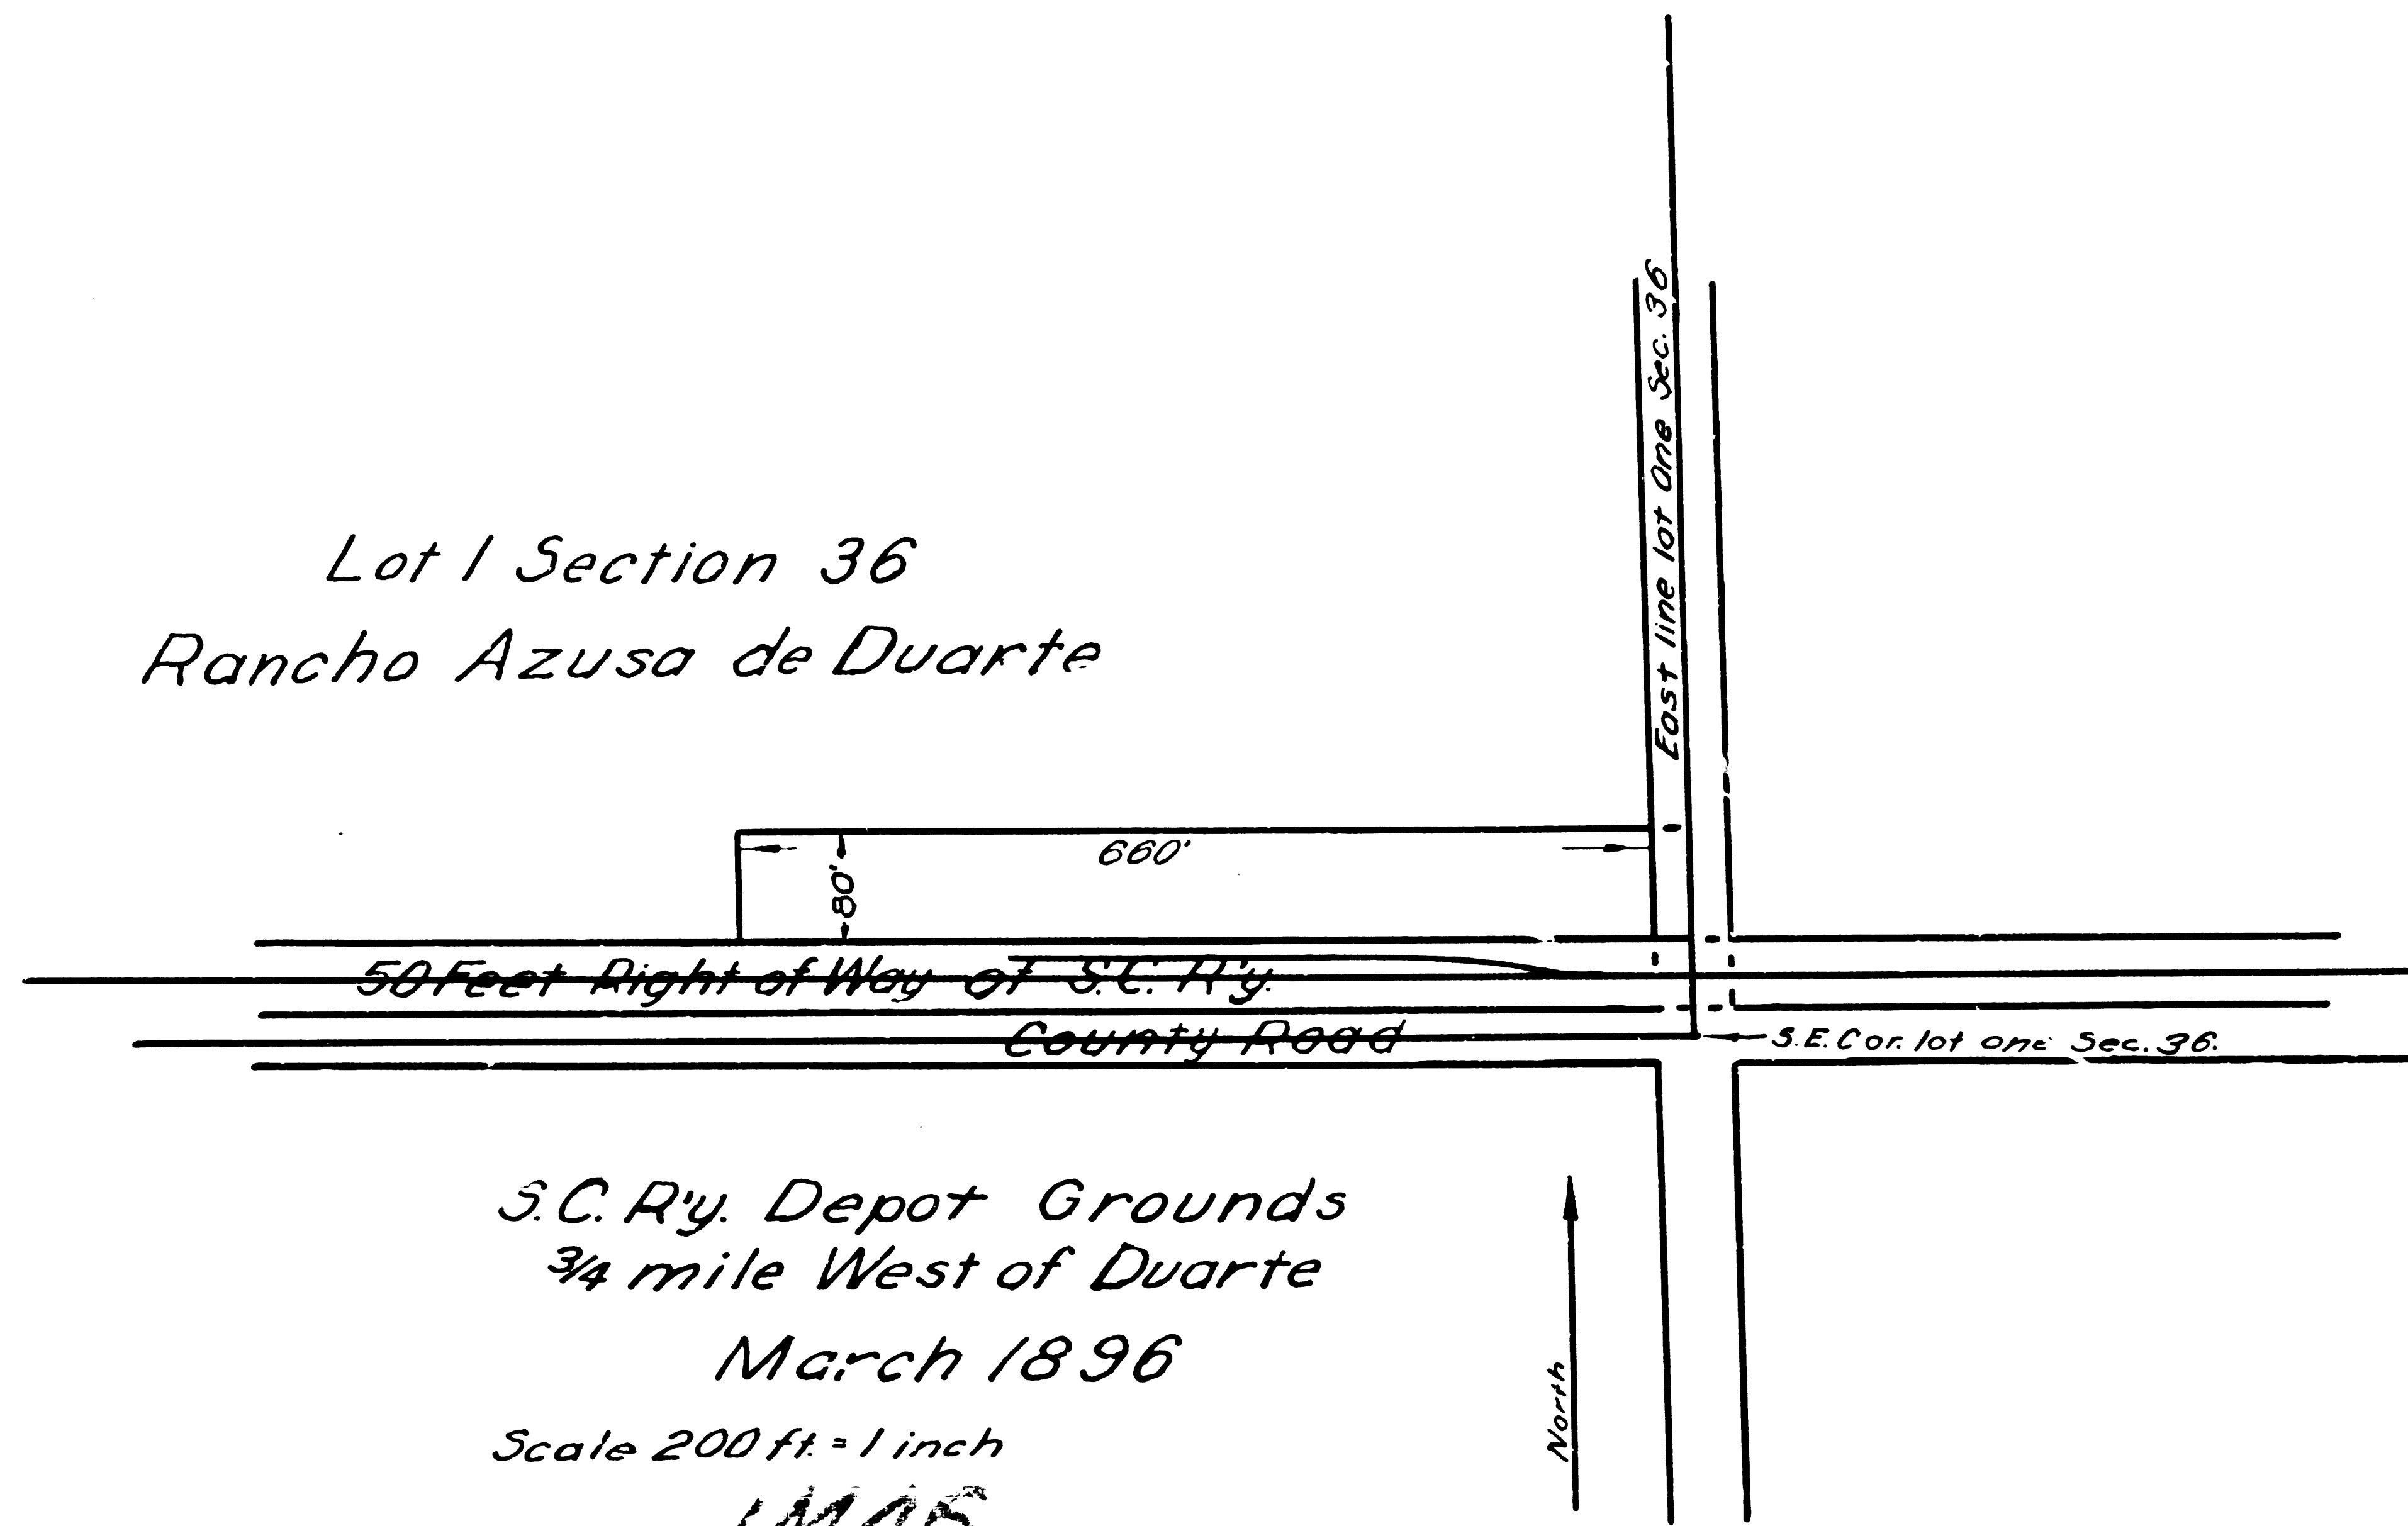 East line lot one Sec. 36
Lot 1 Section 36
Rancho Azusa de Duarte
660'
80'
50 Feet Right of Way of S.C. R'y.
County Road
S.E. Cor. lot one Sec. 36.
S.C. R'y. Depot Grounds
3/4 mile West of Duarte
March 1896
Scale 200 ft. = 1 inch
North